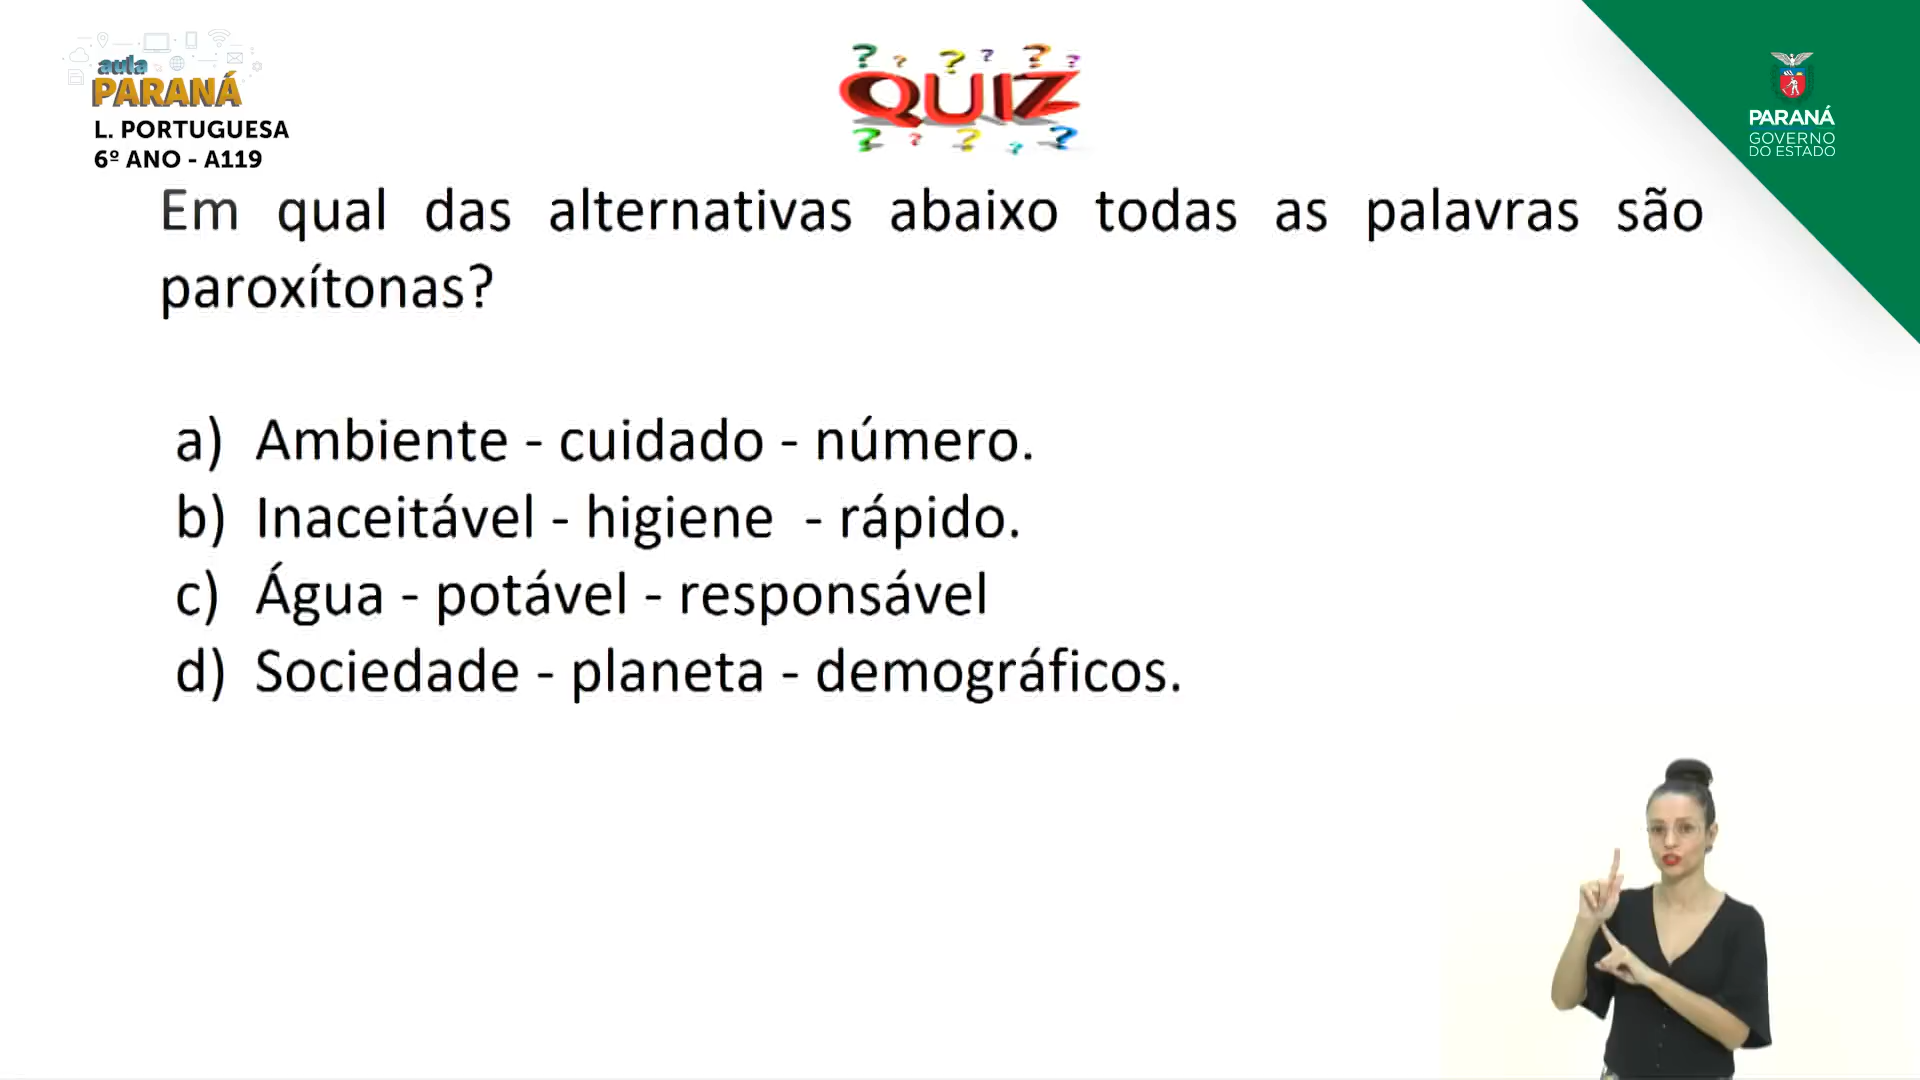 aula
PARANÁ
L. PORTUGUESA
6º ANO - A119
QUIZ
PARANÁ
GOVERNO
DO ESTADO
Em qual das alternativas abaixo todas as palavras são
paroxítonas?
a) Ambiente - cuidado - número.
b) Inaceitável - higiene - rápido.
c) Água - potável - responsável
d) Sociedade - planeta - demográficos.